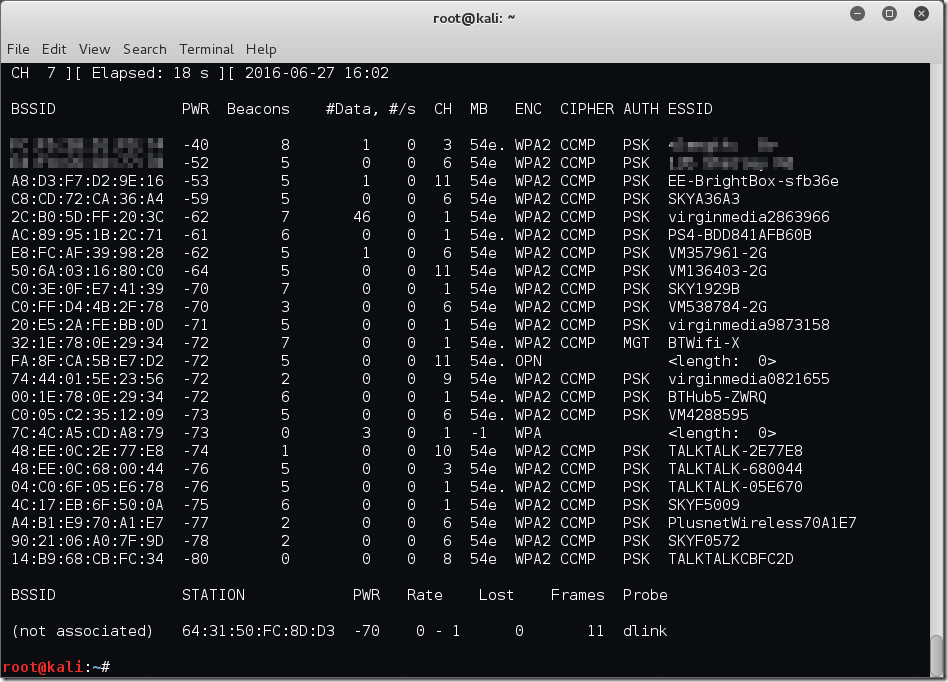 root@kali: ~
File Edit View Search Terminal Help
CH 7 ][ Elapsed: 18 s ][ 2016-06-27 16:02
BSSID PWR Beacons #Data, #/s CH MB ENC CIPHER AUTH ESSID
-40 8 1 0 3 54e. WPA2 CCMP PSK
-52 5 0 0 6 54e WPA2 CCMP PSK
A8:D3:F7:D2:9E:16 -53 5 1 0 11 54e WPA2 CCMP PSK EE-BrightBox-sfb36e
C8:CD:72:CA:36:A4 -59 5 0 0 6 54e WPA2 CCMP PSK SKYA36A3
2C:B0:5D:FF:20:3C -62 7 46 0 1 54e WPA2 CCMP PSK virginmedia2863966
AC:89:95:1B:2C:71 -61 6 0 0 1 54e. WPA2 CCMP PSK PS4-BDD841AFB60B
E8:FC:AF:39:98:28 -62 5 1 0 6 54e WPA2 CCMP PSK VM357961-2G
50:6A:03:16:80:C0 -64 5 0 0 11 54e WPA2 CCMP PSK VM136403-2G
C0:3E:0F:E7:41:39 -70 7 0 0 1 54e WPA2 CCMP PSK SKY1929B
C0:FF:D4:4B:2F:78 -70 3 0 0 6 54e WPA2 CCMP PSK VM538784-2G
20:E5:2A:FE:BB:0D -71 5 0 0 1 54e WPA2 CCMP PSK virginmedia9873158
32:1E:78:0E:29:34 -72 7 0 0 1 54e. WPA2 CCMP MGT BTWifi-X
FA:8F:CA:5B:E7:D2 -72 5 0 0 11 54e. OPN <length: 0>
74:44:01:5E:23:56 -72 2 0 0 9 54e WPA2 CCMP PSK virginmedia0821655
00:1E:78:0E:29:34 -72 6 0 0 1 54e. WPA2 CCMP PSK BTHub5-ZWRQ
C0:05:C2:35:12:09 -73 5 0 0 6 54e. WPA2 CCMP PSK VM4288595
7C:4C:A5:CD:A8:79 -73 0 3 0 1 -1 WPA <length: 0>
48:EE:0C:2E:77:E8 -74 1 0 0 10 54e WPA2 CCMP PSK TALKTALK-2E77E8
48:EE:0C:68:00:44 -76 5 0 0 3 54e WPA2 CCMP PSK TALKTALK-680044
04:C0:6F:05:E6:78 -76 5 0 0 1 54e. WPA2 CCMP PSK TALKTALK-05E670
4C:17:EB:6F:50:0A -75 6 0 0 1 54e WPA2 CCMP PSK SKYF5009
A4:B1:E9:70:A1:E7 -77 2 0 0 6 54e WPA2 CCMP PSK PlusnetWireless70A1E7
90:21:06:A0:7F:9D -78 2 0 0 6 54e WPA2 CCMP PSK SKYF0572
14:B9:68:CB:FC:34 -80 0 0 0 8 54e WPA2 CCMP PSK TALKTALKCBFC2D
BSSID STATION PWR Rate Lost Frames Probe
(not associated) 64:31:50:FC:8D:D3 -70 0 - 1 0 11 dlink
root@kali:~#